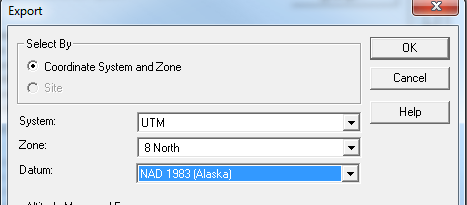 Export
Select By
Coordinate System and Zone
Site
OK
Cancel
Help
System:
UTM
Zone:
8 North
Datum:
NAD 1983 (Alaska)